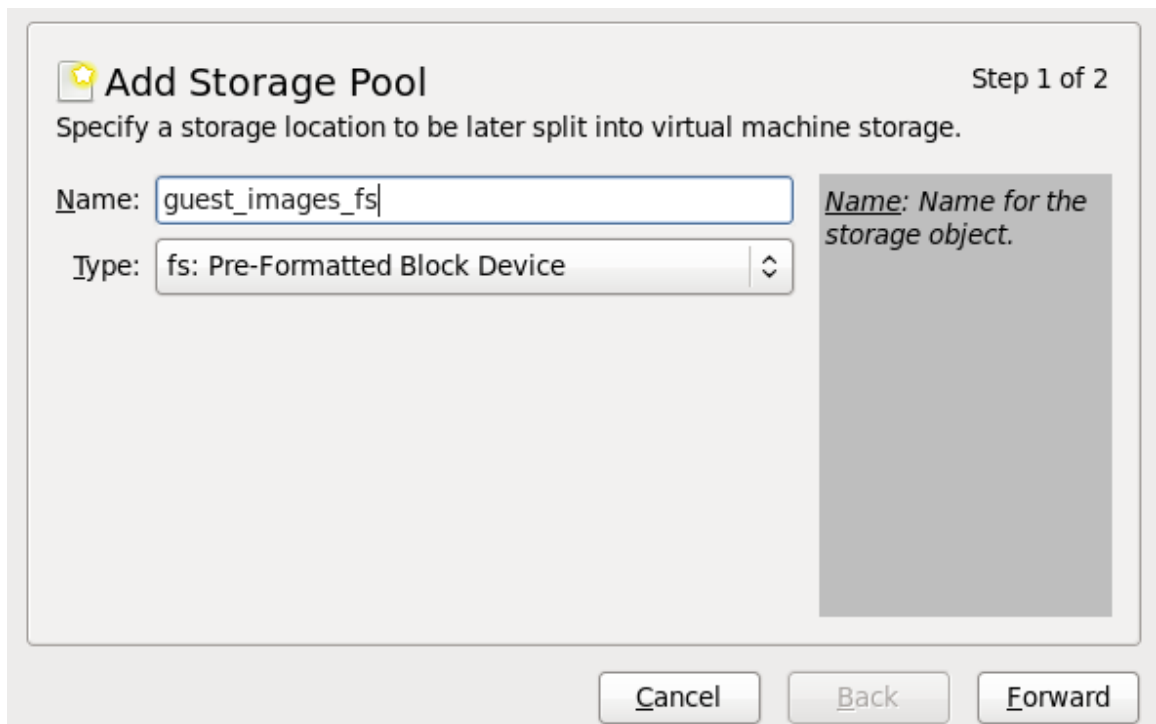 Add Storage Pool
Step 1 of 2
Specify a storage location to be later split into virtual machine storage.
Name: guest_images_fs
Type: fs: Pre-Formatted Block Device
Name: Name for the
storage object.
Cancel Back Forward